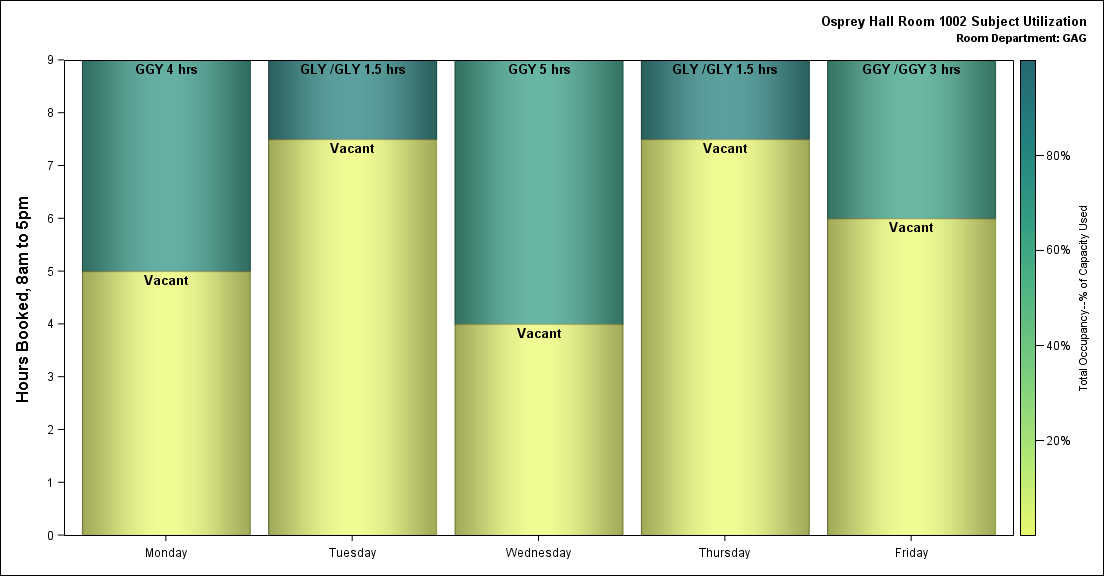 Osprey Hall Room 1002 Subject Utilization
Room Department: GAG
Hours Booked, 8am to 5pm
9
8
7
6
5
4
3
2
1
0
GGY 4 hrs
Vacant
GLY /GLY 1.5 hrs
Vacant
GGY 5 hrs
Vacant
GLY /GLY 1.5 hrs
Vacant
GGY /GGY 3 hrs
Vacant
Monday
Tuesday
Wednesday
Thursday
Friday
80%
60%
40%
20%
Total Occupancy--% of Capacity Used